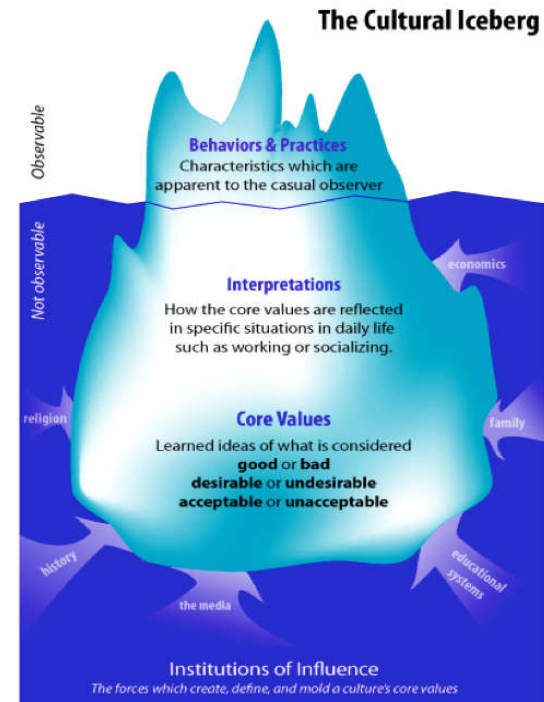 The Cultural Iceberg
Observable
Behaviors & Practices
Characteristics which are
apparent to the casual observer
Not observable
economics
Interpretations
How the core values are reflected
in specific situations in daily life
such as working or socializing.
religion
family
Core Values
Learned ideas of what is considered
good or bad
desirable or undesirable
acceptable or unacceptable
history
the media
educational
systems
Institutions of Influence
The forces which create, define, and mold a culture's core values